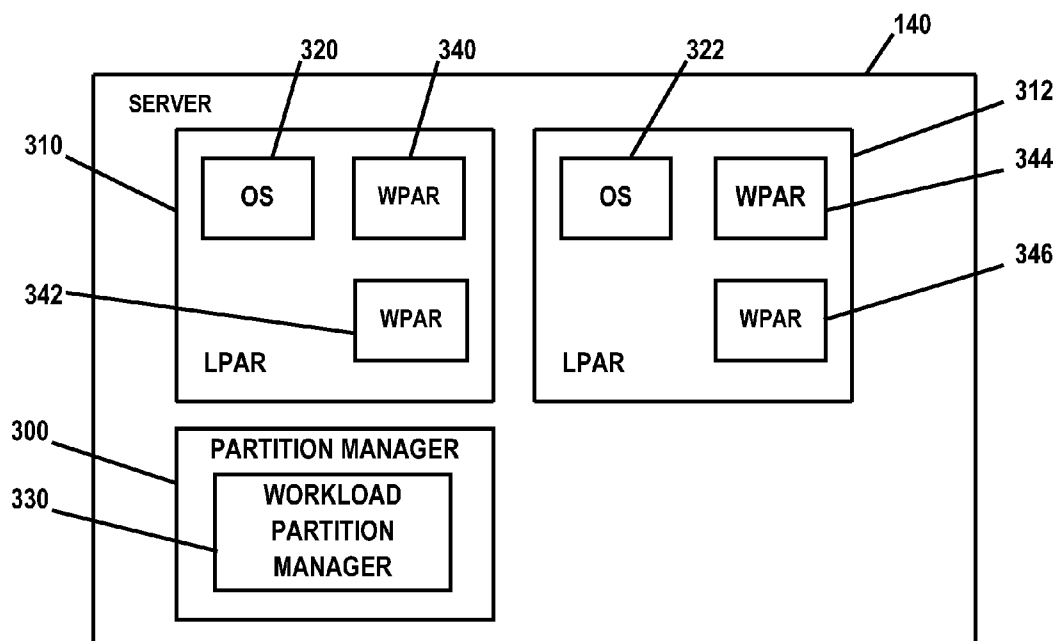 320
340
322
140
SERVER
312
310
344
OS
WPAR
OS
WPAR
346
342
WPAR
WPAR
LPAR
LPAR
300
PARTITION MANAGER
330
WORKLOAD
PARTITION
MANAGER